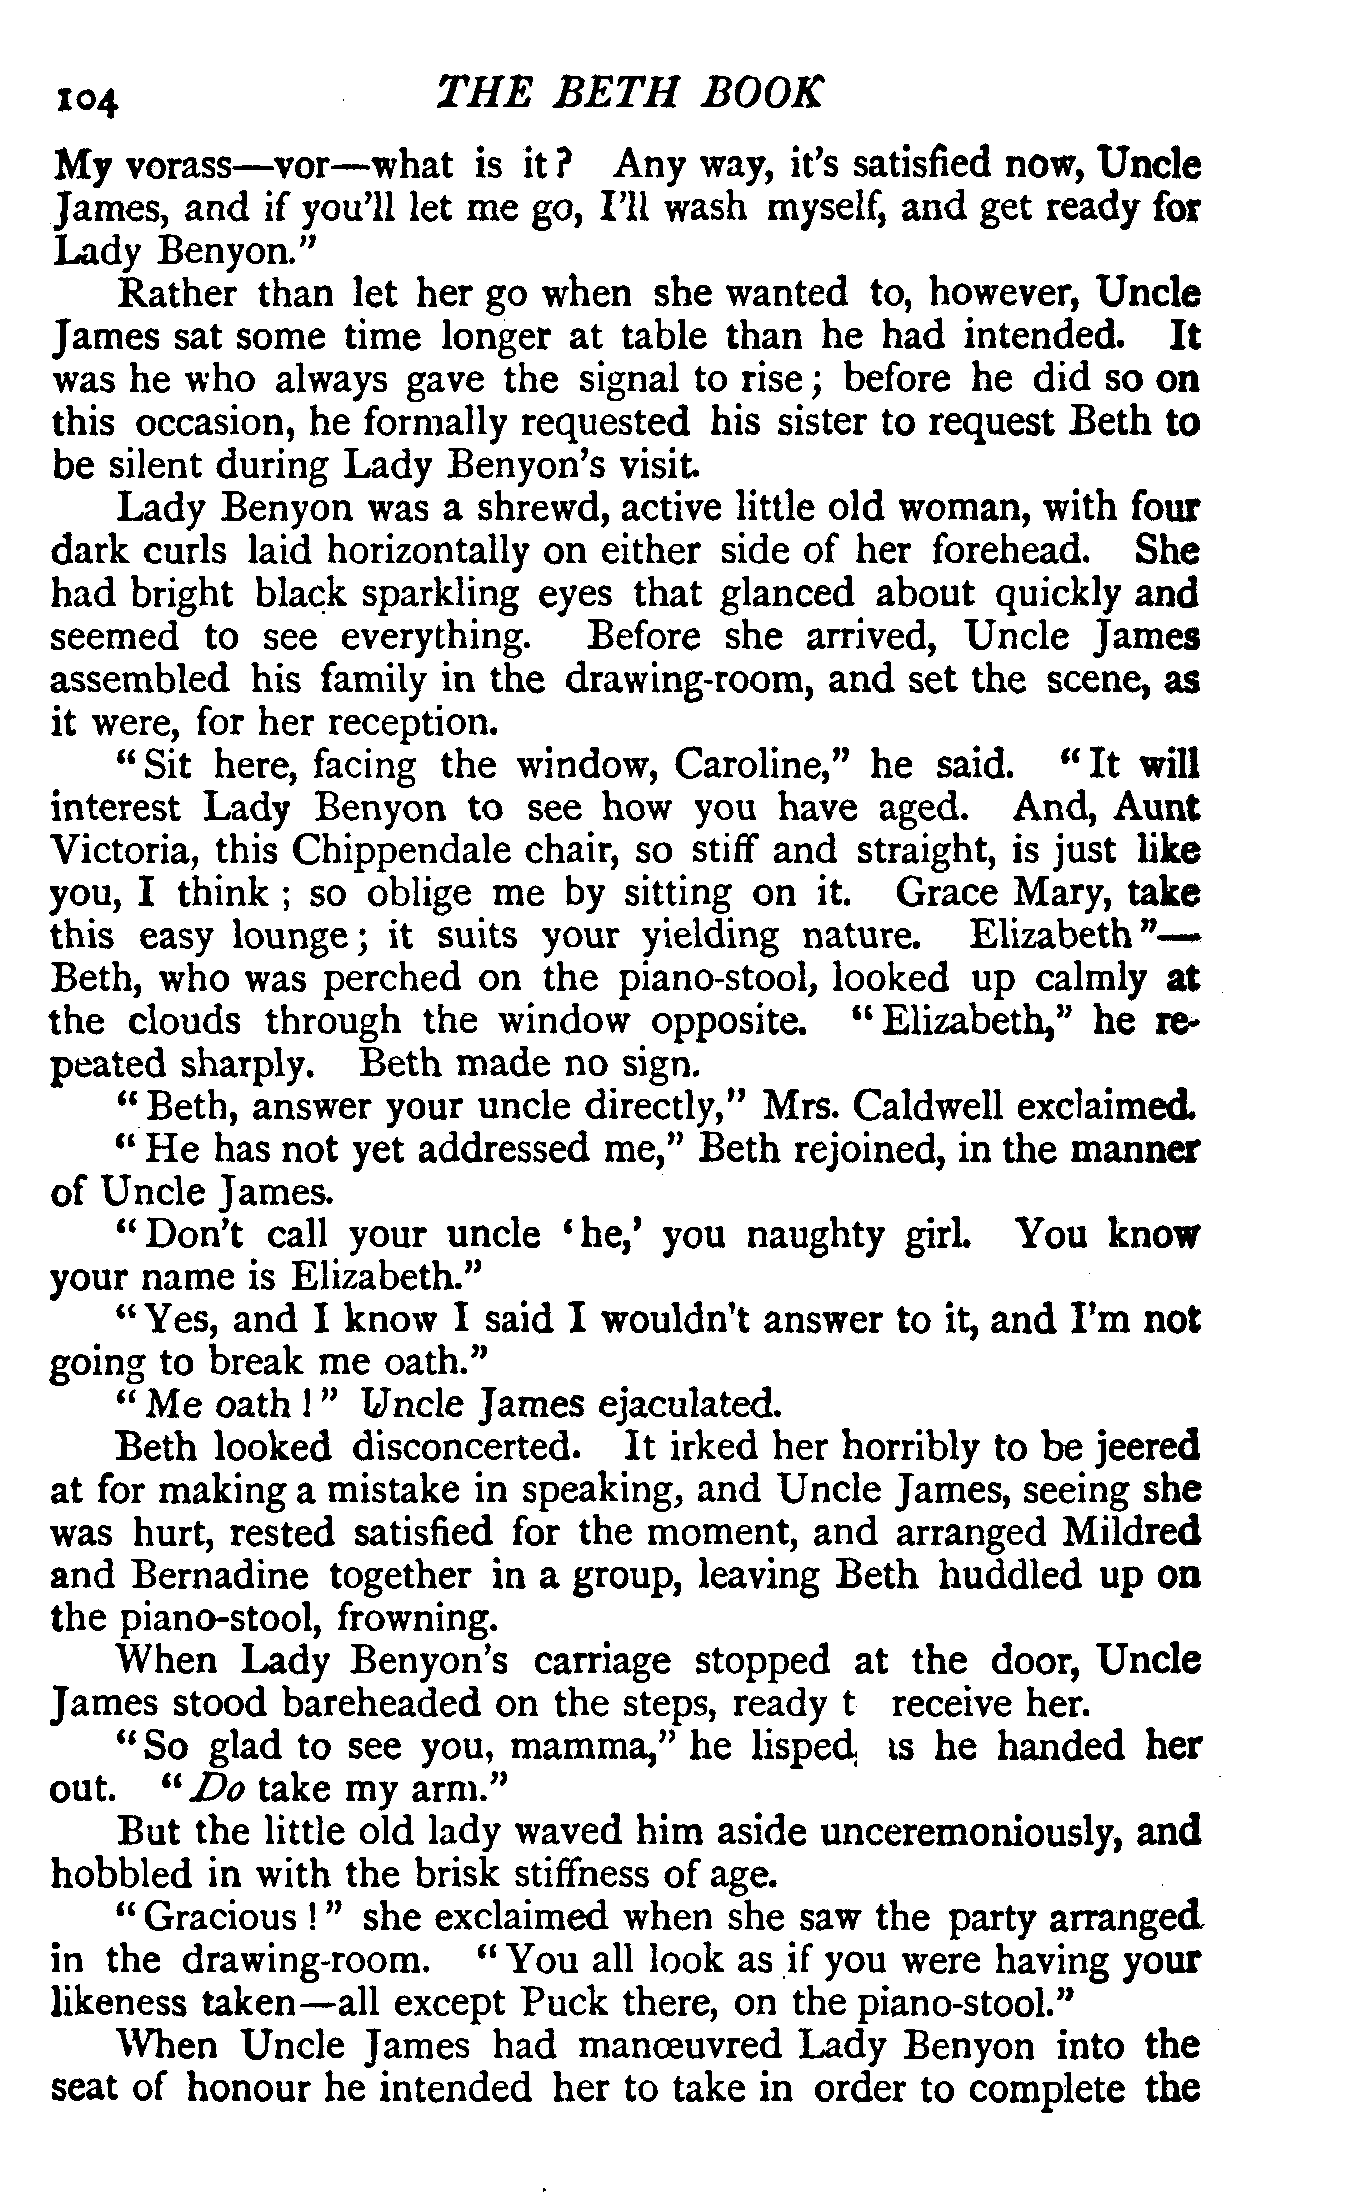 104 THE BETH BOOK
My vorass—vor—what is it? Any way, it's satisfied now, Uncle
James, and if you'll let me go, I'll wash myself, and get ready for
Lady Benyon."
Rather than let her go when she wanted to, however, Uncle
James sat some time longer at table than he had intended. It
was he who always gave the signal to rise; before he did so on
this occasion, he formally requested his sister to request Beth to
be silent during Lady Benyon's visit.
Lady Benyon was a shrewd, active little old woman, with four
dark curls laid horizontally on either side of her forehead. She
had bright black sparkling eyes that glanced about quickly and
seemed to see everything. Before she arrived, Uncle James
assembled his family in the drawing-room, and set the scene, as
it were, for her reception.
"Sit here, facing the window, Caroline," he said. "It will
interest Lady Benyon to see how you have aged. And, Aunt
Victoria, this Chippendale chair, so stiff and straight, is just like
you, I think; so oblige me by sitting on it. Grace Mary, take
this easy lounge; it suits your yielding nature. Elizabeth"—
Beth, who was perched on the piano-stool, looked up calmly at
the clouds through the window opposite. "Elizabeth," he re-
peated sharply. Beth made no sign.
"Beth, answer your uncle directly," Mrs. Caldwell exclaimed.
"He has not yet addressed me," Beth rejoined, in the manner
of Uncle James.
"Don't call your uncle 'he,' you naughty girl. You know
your name is Elizabeth."
"Yes, and I know I said I wouldn't answer to it, and I'm not
going to break me oath."
"Me oath!" Uncle James ejaculated.
Beth looked disconcerted. It irked her horribly to be jeered
at for making a mistake in speaking, and Uncle James, seeing she
was hurt, rested satisfied for the moment, and arranged Mildred
and Bernadine together in a group, leaving Beth huddled up on
the piano-stool, frowning.
When Lady Benyon's carriage stopped at the door, Uncle
James stood bareheaded on the steps, ready t receive her.
"So glad to see you, mamma," he lisped, as he handed her
out. "Do take my arm."
But the little old lady waved him aside unceremoniously, and
hobbled in with the brisk stiffness of age.
"Gracious!" she exclaimed when she saw the party arranged
in the drawing-room. "You all look as if you were having your
likeness taken—all except Puck there, on the piano-stool."
When Uncle James had manœuvred Lady Benyon into the
seat of honour he intended her to take in order to complete the